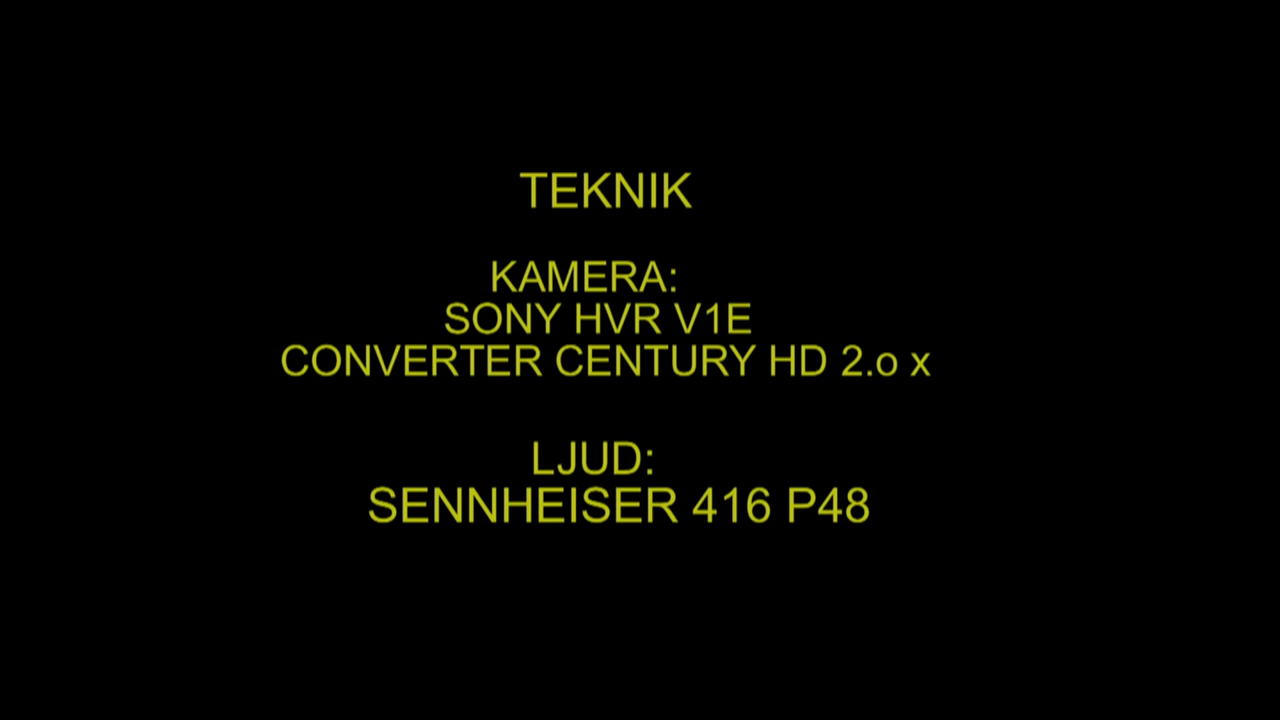 TEKNIK
KAMERA:
SONY HVR V1E
CONVERTER CENTURY HD 2.o x
LJUD:
SENNHEISER 416 P48